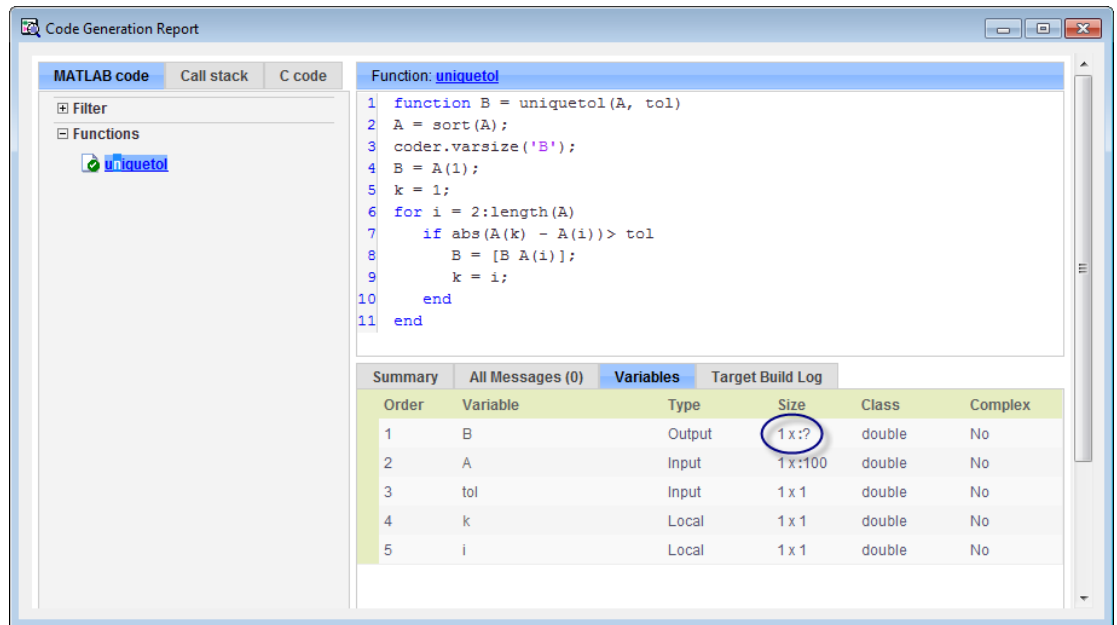 Code Generation Report
MATLAB code Call stack C code
Filter
Functions
uniquetol
Function: uniquetol
1 function B = uniquetol(A, tol)
2 A = sort(A);
3 coder.varsize('B');
4 B = A(1);
5 k = 1;
6 for i = 2:length(A)
7 if abs(A(k) - A(i))> tol
8 B = [B A(i)];
9 k = i;
10 end
11 end
Summary All Messages (0) Variables Target Build Log
Order Variable Type Size Class Complex
1 B Output 1 x :? double No
2 A Input 1 x :100 double No
3 tol Input 1 x 1 double No
4 k Local 1 x 1 double No
5 i Local 1 x 1 double No